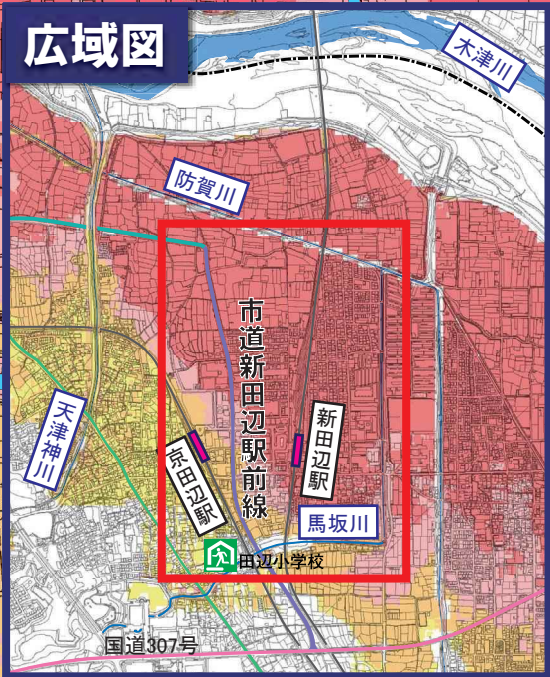 広域図
木津川
防賀川
市道新田辺駅前線
新田辺駅
天津神川
京田辺駅
馬坂川
田辺小学校
国道307号